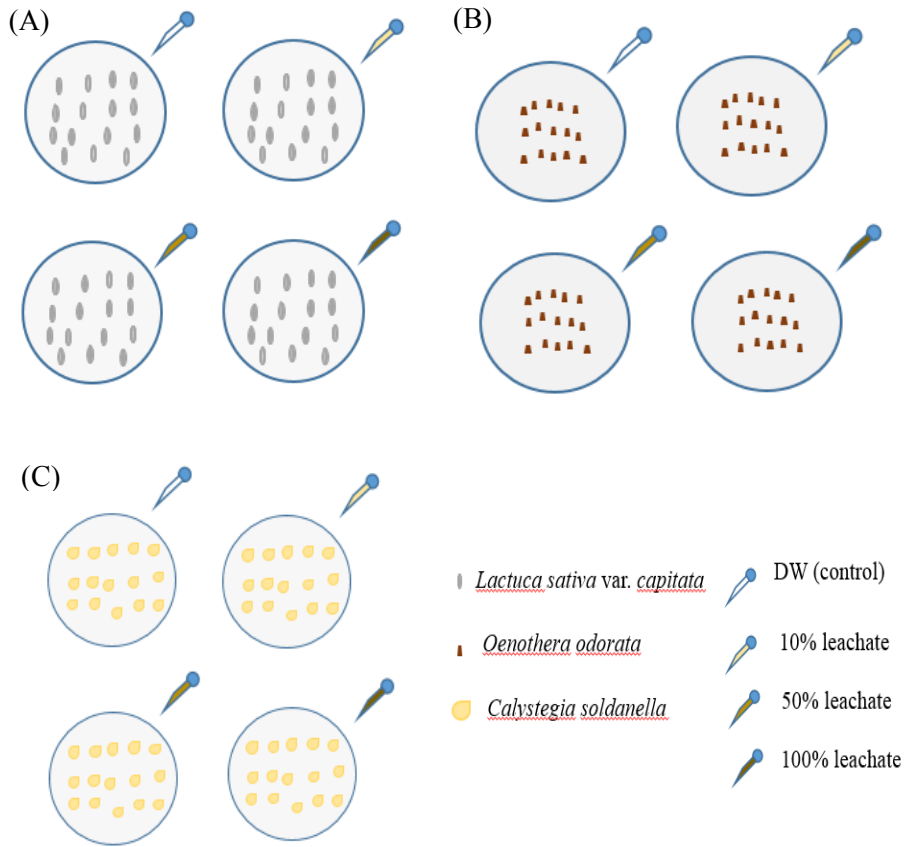 (A)
(B)
(C)
Lactuca sativa var. capitata
Oenothera odorata
Calystegia soldanella
DW (control)
10% leachate
50% leachate
100% leachate